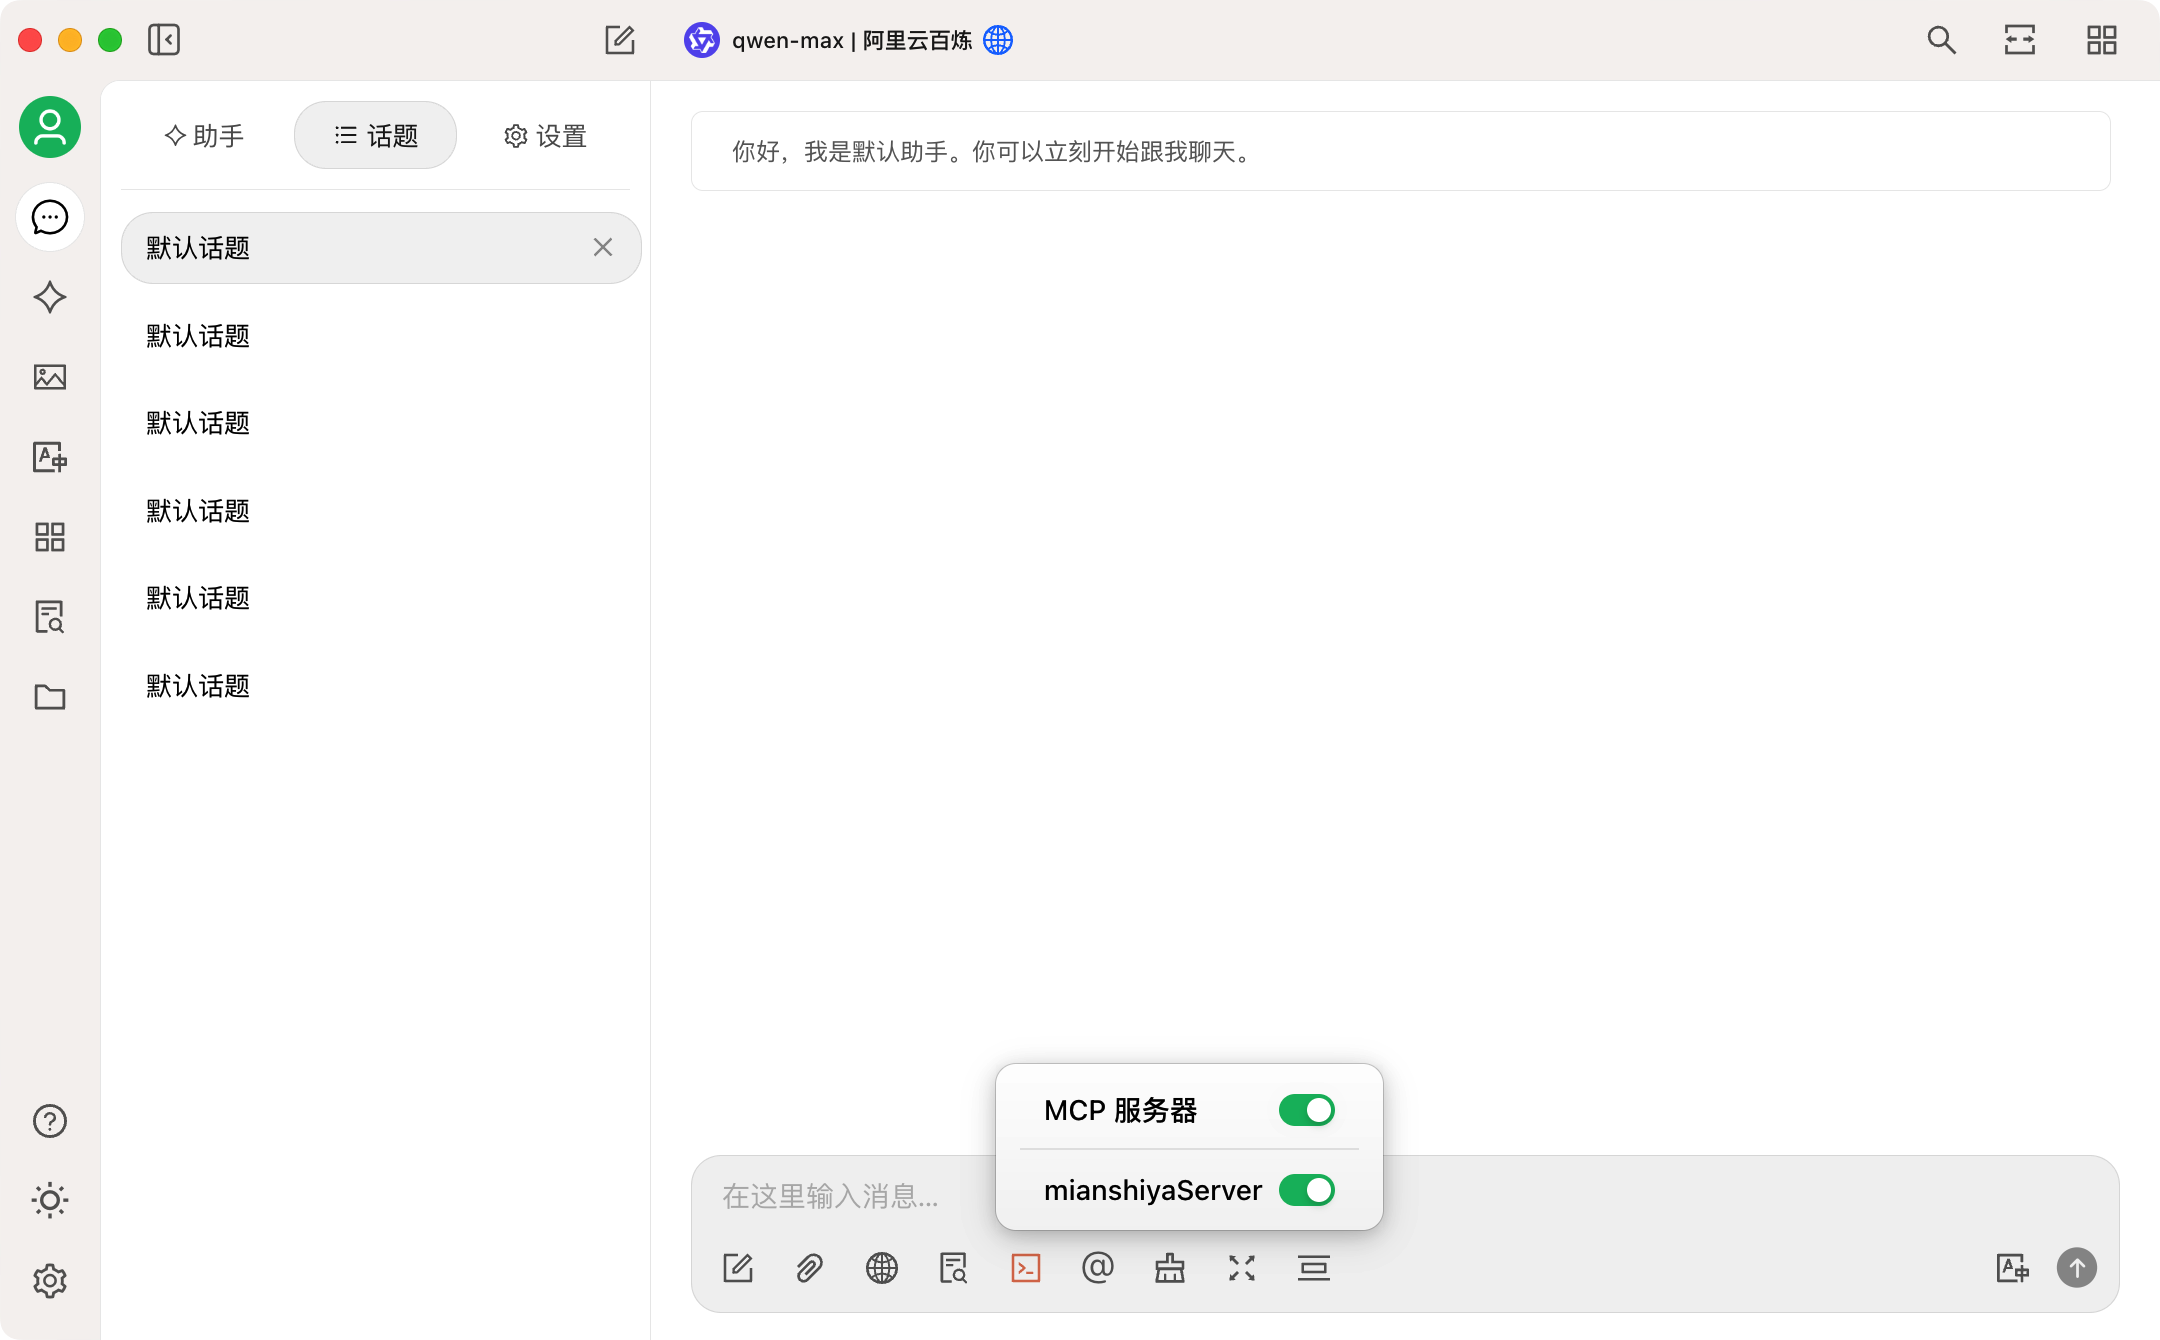 qwen-max | 阿里云百炼
助手
话题
设置
默认话题
默认话题
默认话题
默认话题
默认话题
默认话题
你好，我是默认助手。你可以立刻开始跟我聊天。
MCP 服务器
mianshiyaServer
在这里输入消息...